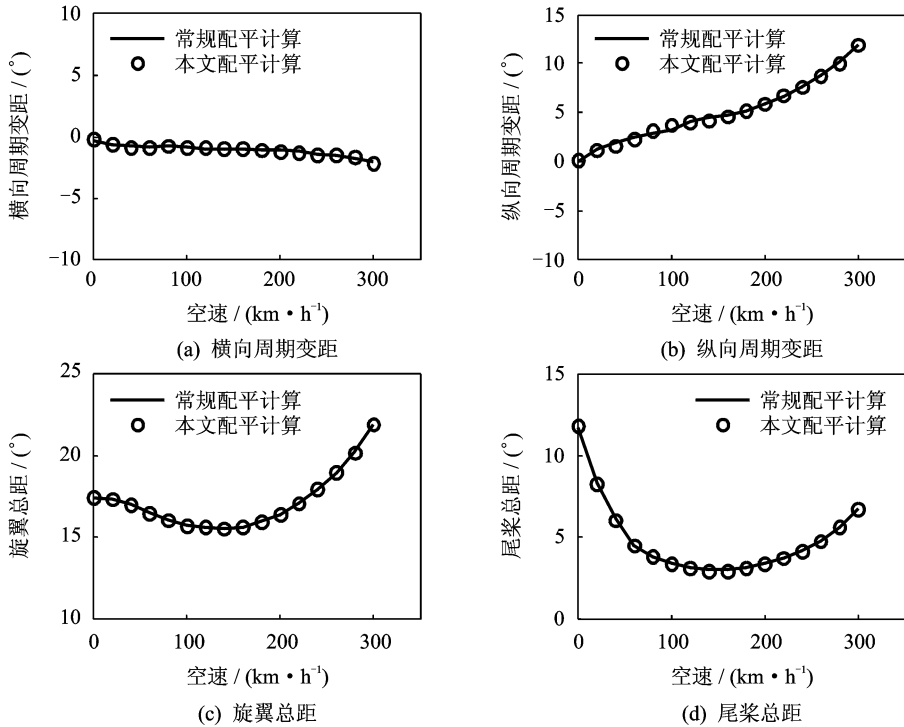 10
5
0
−5
−10
横向周期变距 / (°)
常规配平计算
本文配平计算
0
100
200
300
空速 / (km·h⁻¹)
(a) 横向周期变距
15
10
5
0
−5
−10
纵向周期变距 / (°)
常规配平计算
本文配平计算
0
100
200
300
空速 / (km·h⁻¹)
(b) 纵向周期变距
25
20
15
10
旋翼总距 / (°)
常规配平计算
本文配平计算
0
100
200
300
空速 / (km·h⁻¹)
(c) 旋翼总距
15
10
5
0
尾桨总距 / (°)
常规配平计算
本文配平计算
0
100
200
300
空速 / (km·h⁻¹)
(d) 尾桨总距